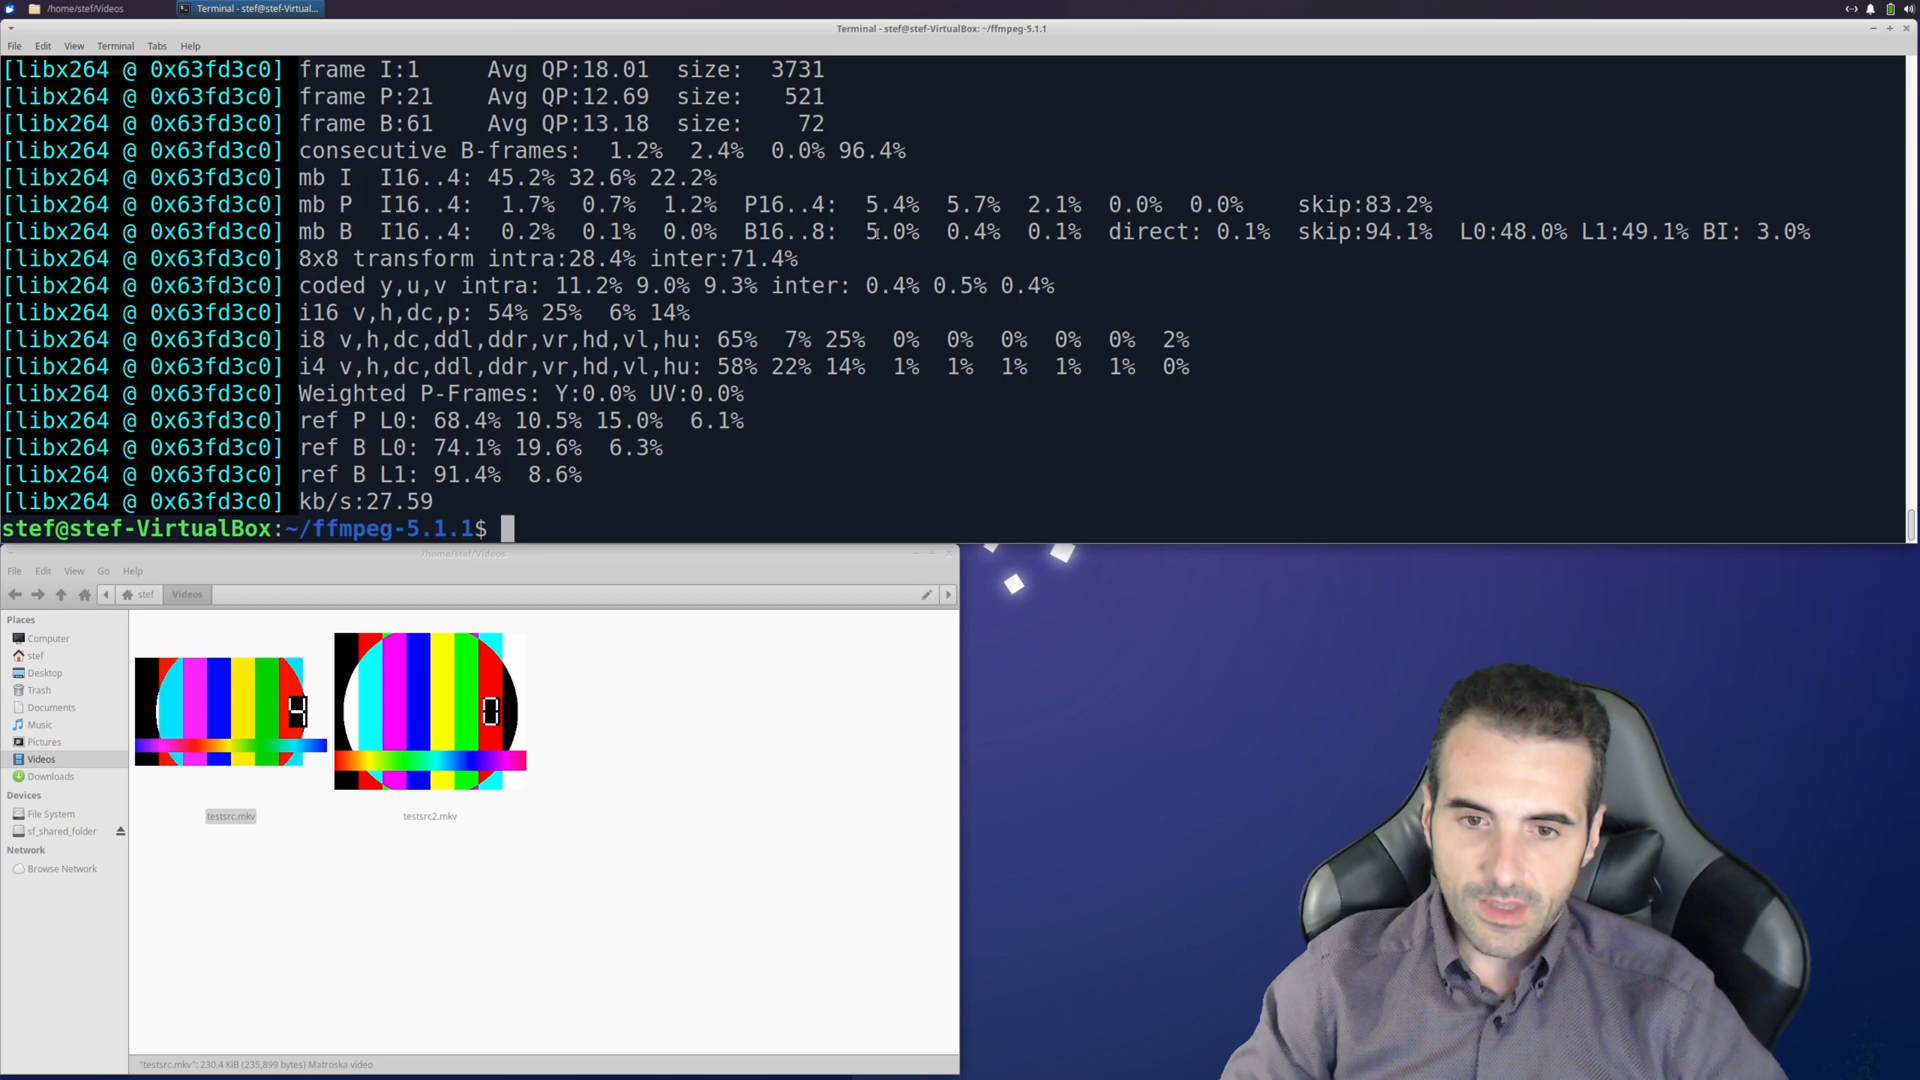 /home/stef/Videos
Terminal - stef@stef-Virtual...
Terminal - stef@stef-VirtualBox: ~/ffmpeg-5.1.1
File Edit View Terminal Tabs Help
[libx264 @ 0x63fd3c0] frame I:1 Avg QP:18.01 size: 3731
[libx264 @ 0x63fd3c0] frame P:21 Avg QP:12.69 size: 521
[libx264 @ 0x63fd3c0] frame B:61 Avg QP:13.18 size: 72
[libx264 @ 0x63fd3c0] consecutive B-frames: 1.2% 2.4% 0.0% 96.4%
[libx264 @ 0x63fd3c0] mb I I16..4: 45.2% 32.6% 22.2%
[libx264 @ 0x63fd3c0] mb P I16..4: 1.7% 0.7% 1.2% P16..4: 5.4% 5.7% 2.1% 0.0% 0.0% skip:83.2%
[libx264 @ 0x63fd3c0] mb B I16..4: 0.2% 0.1% 0.0% B16..8: 5.0% 0.4% 0.1% direct: 0.1% skip:94.1% L0:48.0% L1:49.1% BI: 3.0%
[libx264 @ 0x63fd3c0] 8x8 transform intra:28.4% inter:71.4%
[libx264 @ 0x63fd3c0] coded y,u,v intra: 11.2% 9.0% 9.3% inter: 0.4% 0.5% 0.4%
[libx264 @ 0x63fd3c0] i16 v,h,dc,p: 54% 25% 6% 14%
[libx264 @ 0x63fd3c0] i8 v,h,dc,ddl,ddr,vr,hd,vl,hu: 65% 7% 25% 0% 0% 0% 0% 0% 2%
[libx264 @ 0x63fd3c0] i4 v,h,dc,ddl,ddr,vr,hd,vl,hu: 58% 22% 14% 1% 1% 1% 1% 1% 0%
[libx264 @ 0x63fd3c0] Weighted P-Frames: Y:0.0% UV:0.0%
[libx264 @ 0x63fd3c0] ref P L0: 68.4% 10.5% 15.0% 6.1%
[libx264 @ 0x63fd3c0] ref B L0: 74.1% 19.6% 6.3%
[libx264 @ 0x63fd3c0] ref B L1: 91.4% 8.6%
[libx264 @ 0x63fd3c0] kb/s:27.59
stef@stef-VirtualBox:~/ffmpeg-5.1.1$
/home/stef/Videos
File Edit View Go Help
stef Videos
Places
Computer
stef
Desktop
Trash
Documents
Music
Pictures
Videos
Downloads
Devices
File System
sf_shared_folder
Network
Browse Network
4
0
testsrc.mkv
testsrc2.mkv
"testsrc.mkv": 230.4 KiB (235,899 bytes) Matroska video